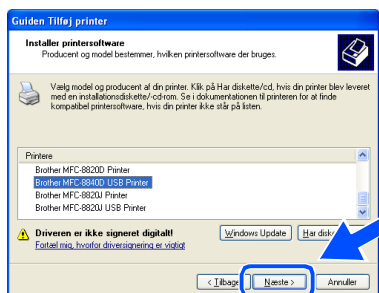 Guiden Tilføj printer
Installer printersoftware
Producent og model bestemmer, hvilken printersoftware der bruges.
Vælg model og producent af din printer. Klik på Har diskette/cd, hvis din printer blev leveret
med en installationsdiskette/-cd-rom. Se i dokumentationen til printeren for at finde
kompatibel printersoftware, hvis din printer ikke står på listen.
Printere
Brother MFC-8820D Printer
Brother MFC-8840D USB Printer
Brother MFC-8820J Printer
Brother MFC-8820J USB Printer
Driveren er ikke signeret digitalt!
Fortæl mig, hvorfor driversignering er vigtigt
Windows Update
Har disk
< Tilbage
Næste >
Annuller